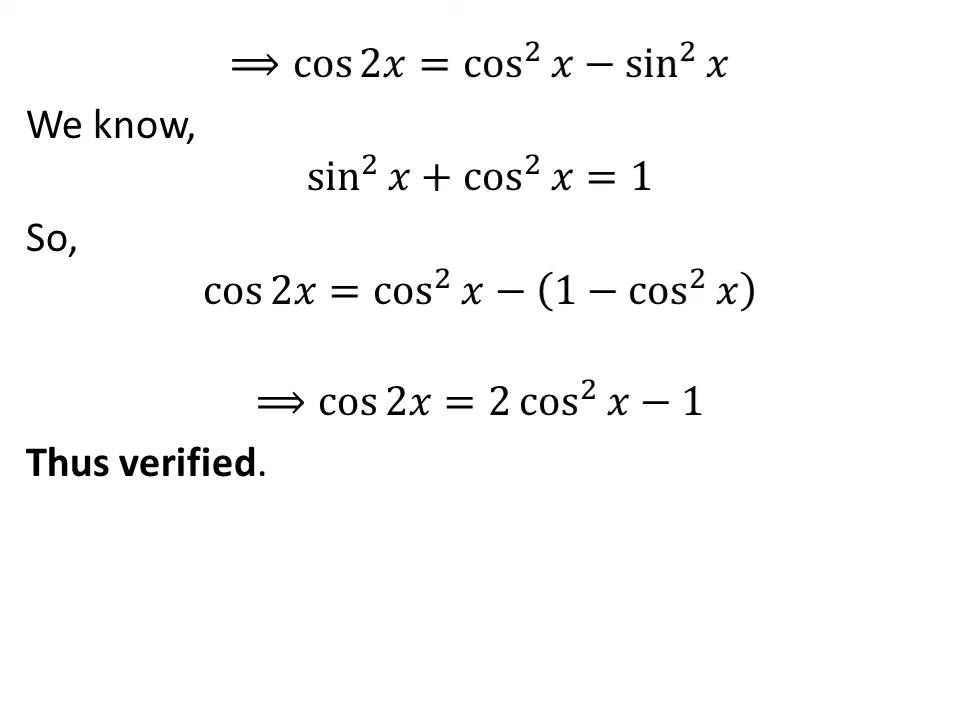 ⟹ cos 2𝑥 = cos² 𝑥 − sin² 𝑥
We know,
sin² 𝑥 + cos² 𝑥 = 1
So,
cos 2𝑥 = cos² 𝑥 − (1 − cos² 𝑥)
⟹ cos 2𝑥 = 2 cos² 𝑥 − 1
Thus verified.